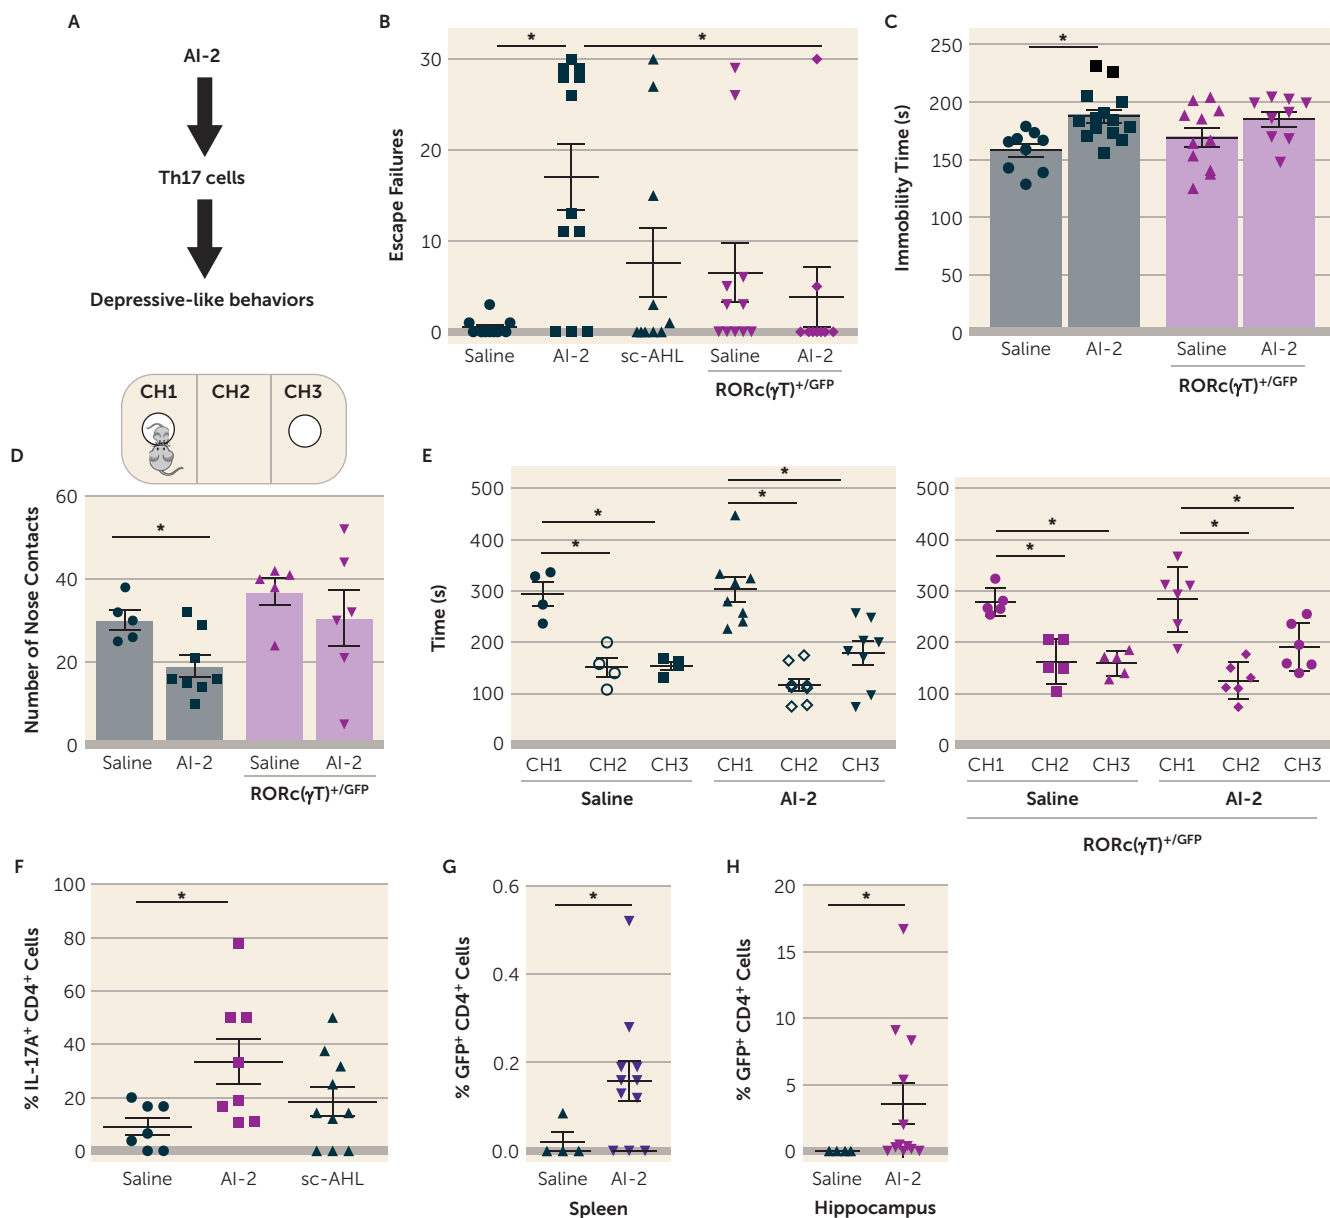 A
AI-2
Th17 cells
Depressive-like behaviors
B
Escape Failures
30
20
10
0
*
*
Saline AI-2 sc-AHL Saline AI-2
RORc(γT)+/GFP
C
Immobility Time (s)
250
200
150
100
50
0
*
Saline AI-2 Saline AI-2
RORc(γT)+/GFP
CH1 CH2 CH3
D
Number of Nose Contacts
60
40
20
0
*
Saline AI-2 Saline AI-2
RORc(γT)+/GFP
E
Time (s)
500
400
300
200
100
0
*
*
*
*
CH1 CH2 CH3 CH1 CH2 CH3
Saline AI-2
500
400
300
200
100
0
*
*
*
*
CH1 CH2 CH3 CH1 CH2 CH3
Saline AI-2
RORc(γT)+/GFP
F
% IL-17A+ CD4+ Cells
100
80
60
40
20
0
*
Saline AI-2 sc-AHL
G
% GFP+ CD4+ Cells
0.6
0.4
0.2
0.0
*
Saline AI-2
Spleen
H
% GFP+ CD4+ Cells
20
15
10
5
0
*
Saline AI-2
Hippocampus